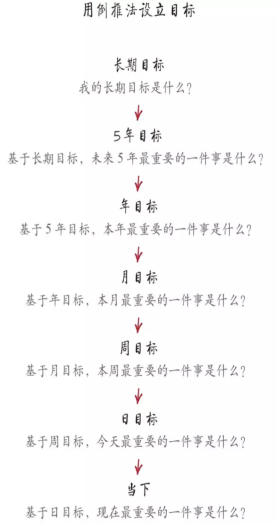 用倒推法设立目标
长期目标
我的长期目标是什么？
5年目标
基于长期目标，未来5年最重要的一件事是什么？
年目标
基于5年目标，本年最重要的一件事是什么？
月目标
基于年目标，本月最重要的一件事是什么？
周目标
基于月目标，本周最重要的一件事是什么？
日目标
基于周目标，今天最重要的一件事是什么？
当下
基于日目标，现在最重要的一件事是什么？